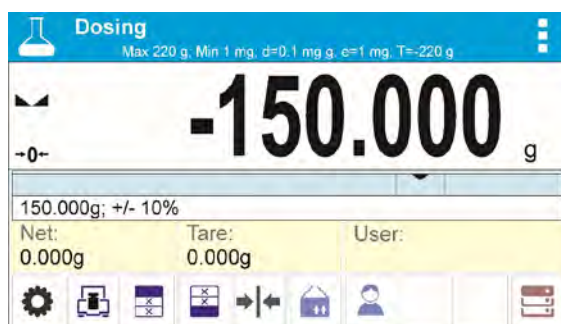 Dosing
Max 220 g, Min 1 mg, d=0.1 mg g, e=1 mg, T=-220 g
→0←
-150.000 g
150.000g; +/- 10%
Net: Tare: User:
0.000g 0.000g